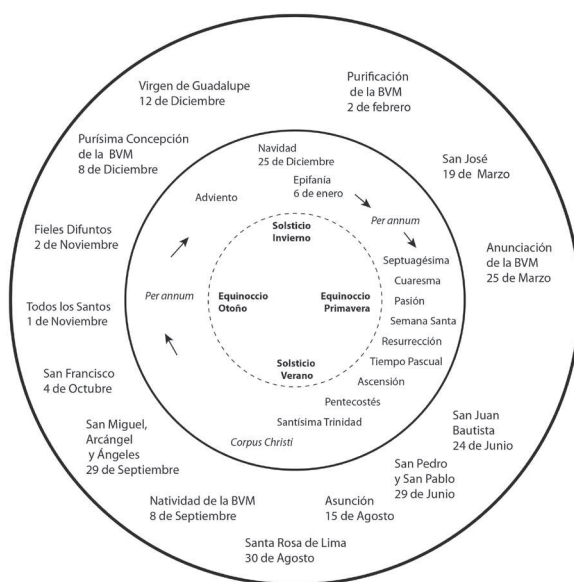 Virgen de Guadalupe
12 de Diciembre
Purificación
de la BVM
2 de febrero
San José
19 de Marzo
Anunciación
de la BVM
25 de Marzo
San Juan
Bautista
24 de Junio
San Pedro
y San Pablo
29 de Junio
Asunción
15 de Agosto
Santa Rosa de Lima
30 de Agosto
Natividad de la BVM
8 de Septiembre
San Miguel,
Arcángel
y Ángeles
29 de Septiembre
San Francisco
4 de Octubre
Todos los Santos
1 de Noviembre
Fieles Difuntos
2 de Noviembre
Purísima Concepción
de la BVM
8 de Diciembre
Navidad
25 de Diciembre
Epifanía
6 de enero
Per annum
Septuagésima
Cuaresma
Pasión
Semana Santa
Resurrección
Tiempo Pascual
Ascensión
Pentecostés
Santísima Trinidad
Corpus Christi
Per annum
Adviento
Solsticio
Invierno
Equinoccio
Primavera
Solsticio
Verano
Equinoccio
Otoño